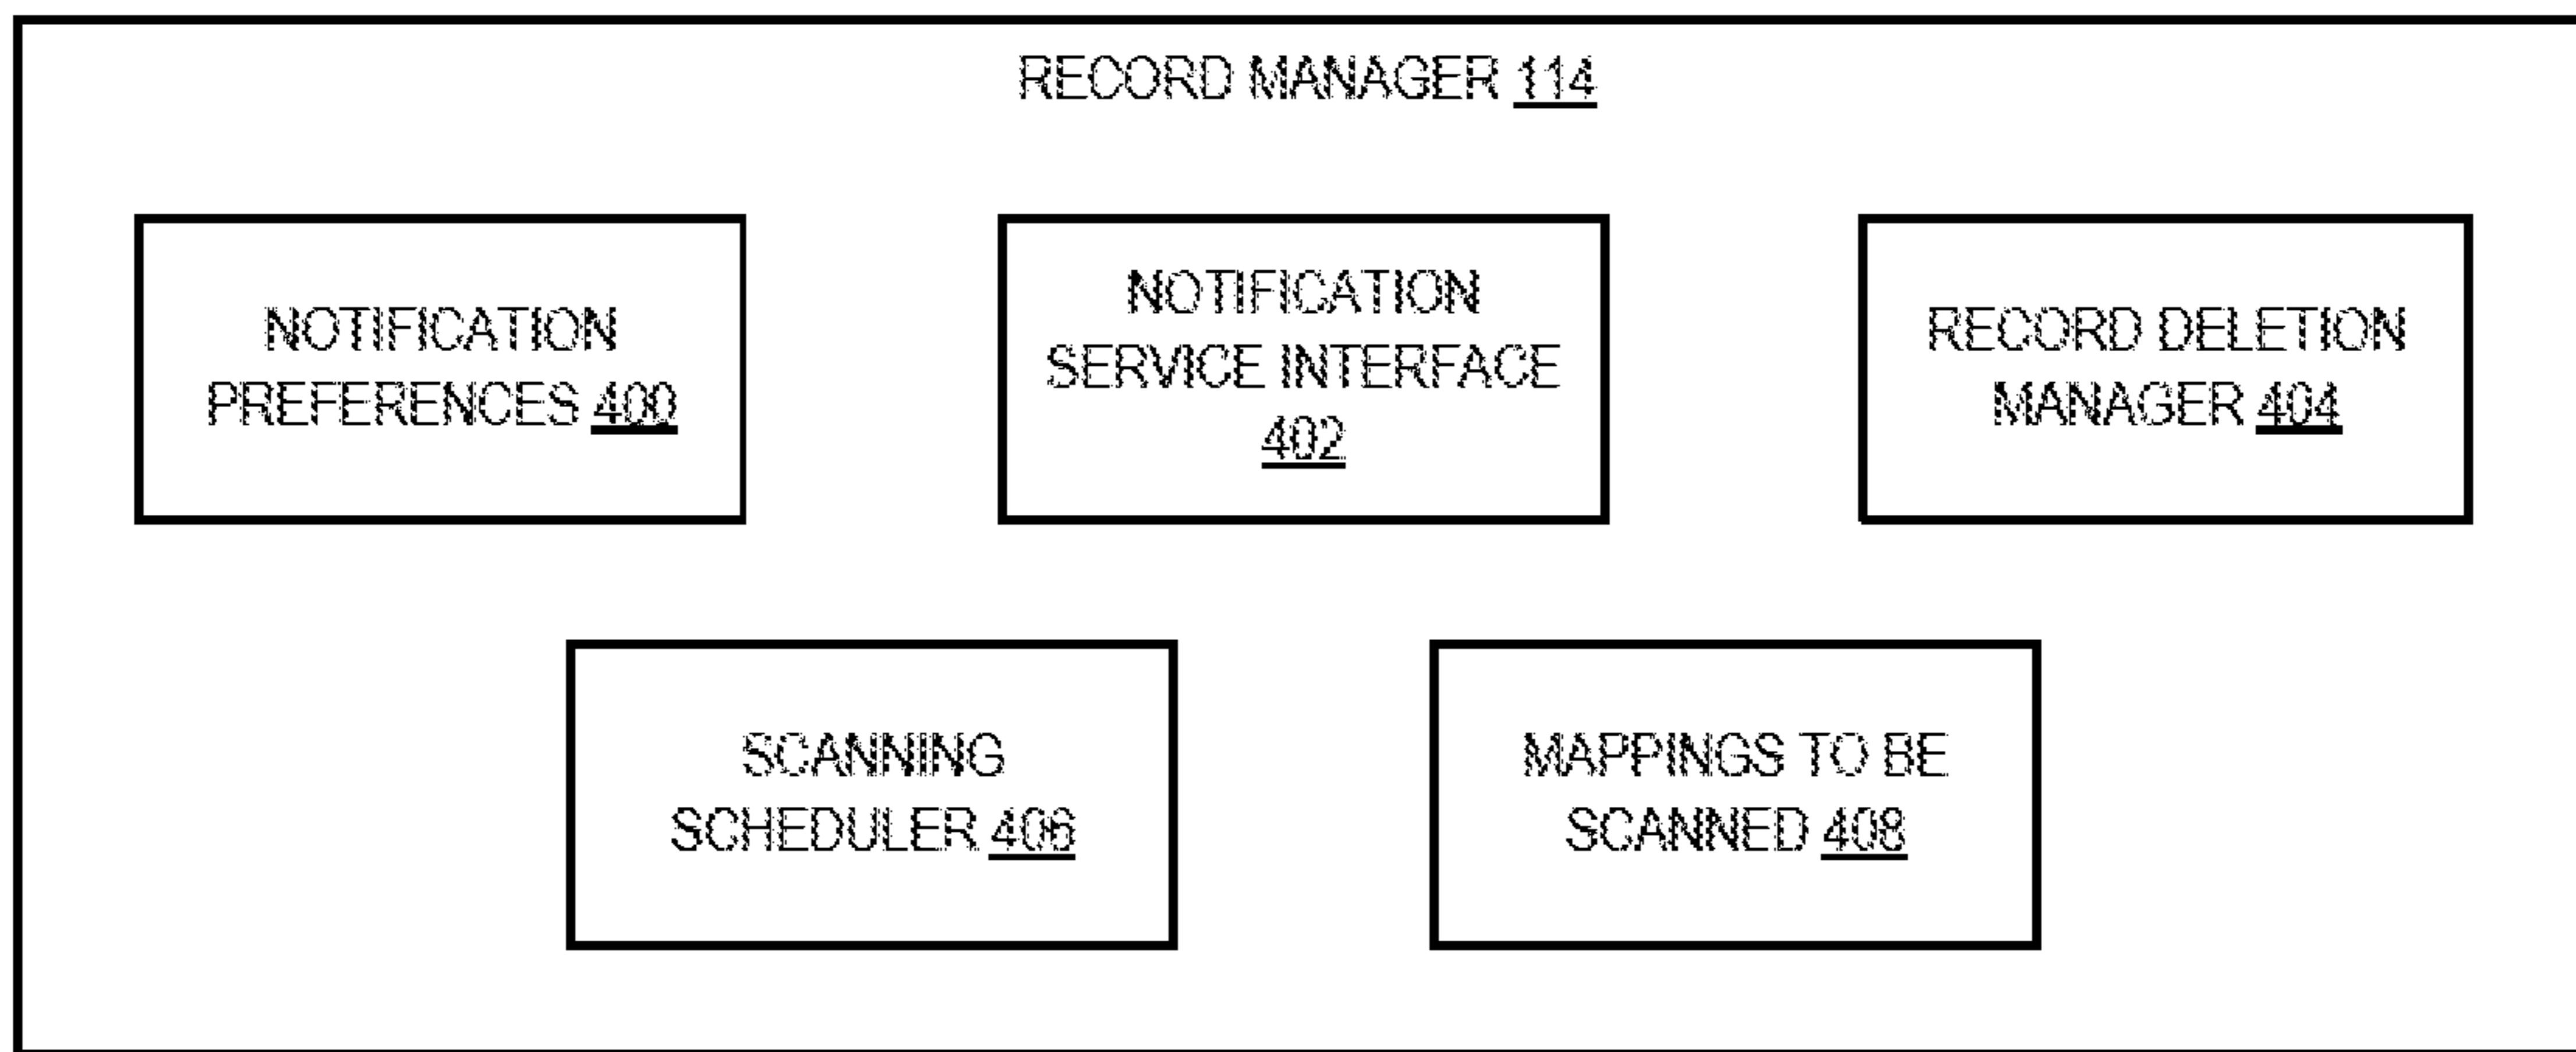 RECORD MANAGER 114
NOTIFICATION
PREFERENCES 400
NOTIFICATION
SERVICE INTERFACE
402
RECORD DELETION
MANAGER 404
SCANNING
SCHEDULER 406
MAPPINGS TO BE
SCANNED 408